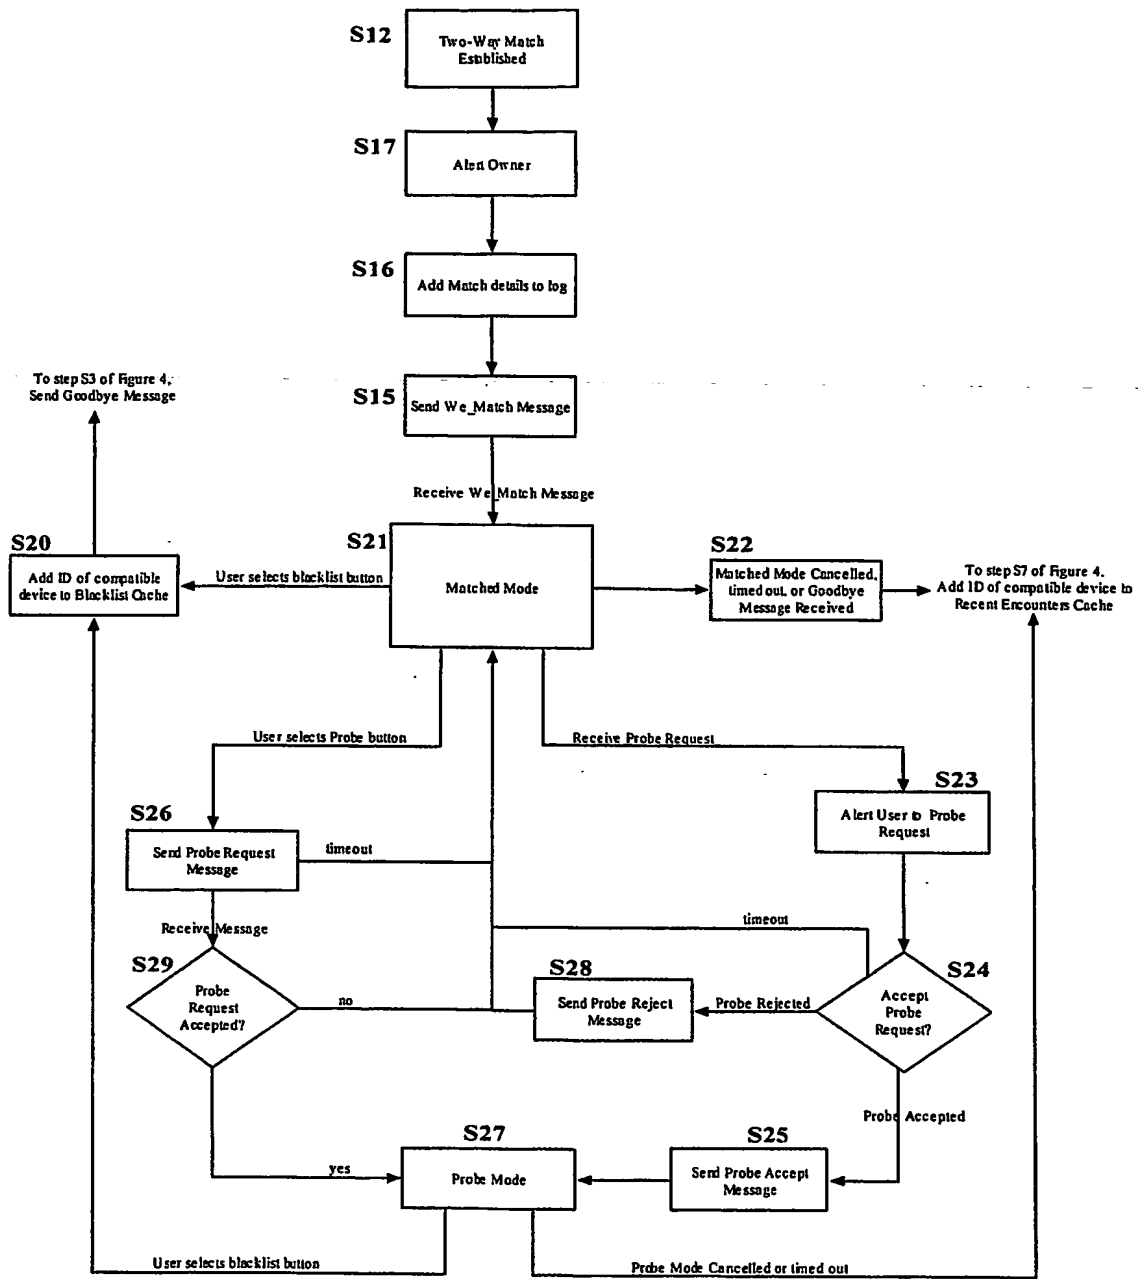 S12
Two-Way Match
Established
S17
Alert Owner
S16
Add Match details to log
To step S3 of Figure 4,
Send Goodbye Message
S15
Send We_Match Message
Receive We_Match Message
S20
Add ID of compatible
device to Blacklist Cache
User selects blacklist button
S21
Matched Mode
S22
Matched Mode Cancelled,
timed out, or Goodbye
Message Received
To step S7 of Figure 4,
Add ID of compatible device to
Recent Encounters Cache
User selects Probe button
Receive Probe Request
S23
Alert User to Probe
Request
S26
Send Probe Request
Message
timeout
Receive Message
timeout
S29
Probe
Request
Accepted?
no
S28
Send Probe Reject
Message
Probe Rejected
S24
Accept
Probe
Request?
Probe Accepted
yes
S27
Probe Mode
S25
Send Probe Accept
Message
User selects blacklist button
Probe Mode Cancelled or timed out